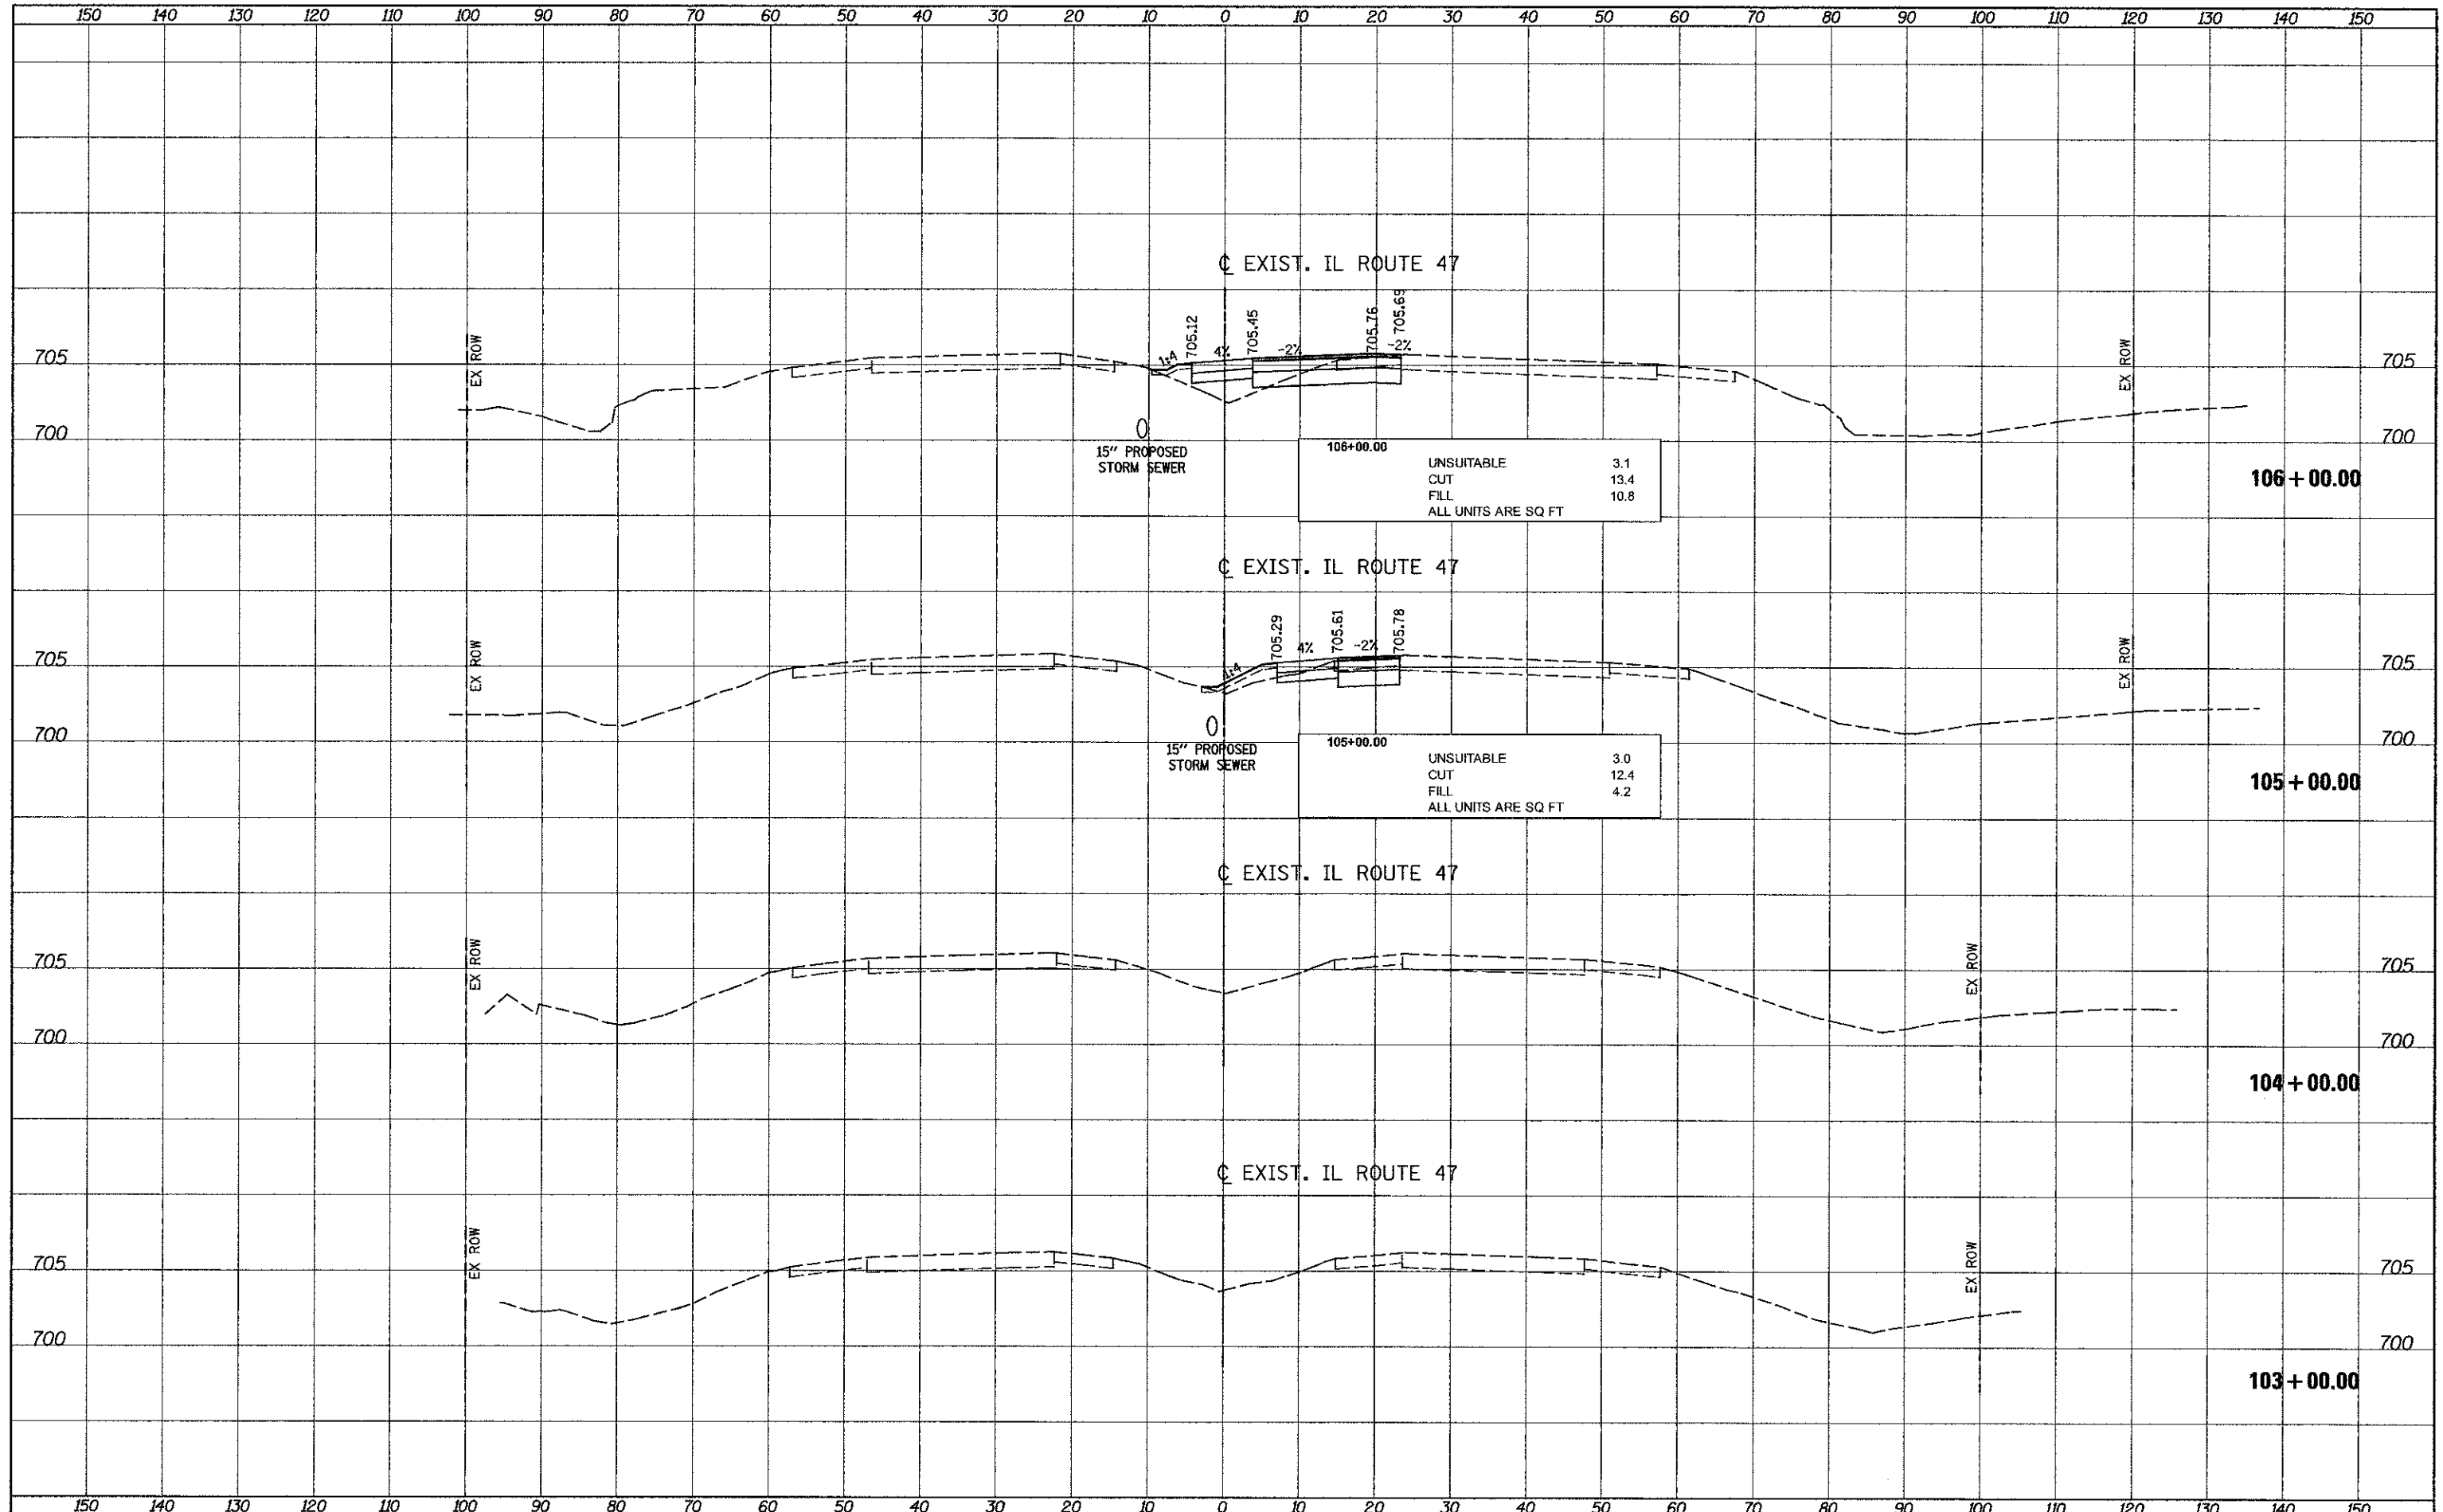 150 140 130 120 110 100 90 80 70 60 50 40 30 20 10 0 10 20 30 40 50 60 70 80 90 100 110 120 130 140 150
℄ EXIST. IL ROUTE 47
705 EX ROW 1:4 705.12 4% 705.45 -2% 705.76 705.69 -2% EX ROW 705
700 700
15" PROPOSED
STORM SEWER
106+00.00
UNSUITABLE 3.1
CUT 13.4
FILL 10.8
ALL UNITS ARE SQ FT
106+00.00
℄ EXIST. IL ROUTE 47
705 EX ROW 1:4 705.29 4% 705.61 -2% 705.78 EX ROW 705
700 700
15" PROPOSED
STORM SEWER
105+00.00
UNSUITABLE 3.0
CUT 12.4
FILL 4.2
ALL UNITS ARE SQ FT
105+00.00
℄ EXIST. IL ROUTE 47
705 EX ROW EX ROW 705
700 700
104+00.00
℄ EXIST. IL ROUTE 47
705 EX ROW EX ROW 705
700 700
103+00.00
150 140 130 120 110 100 90 80 70 60 50 40 30 20 10 0 10 20 30 40 50 60 70 80 90 100 110 120 130 140 150